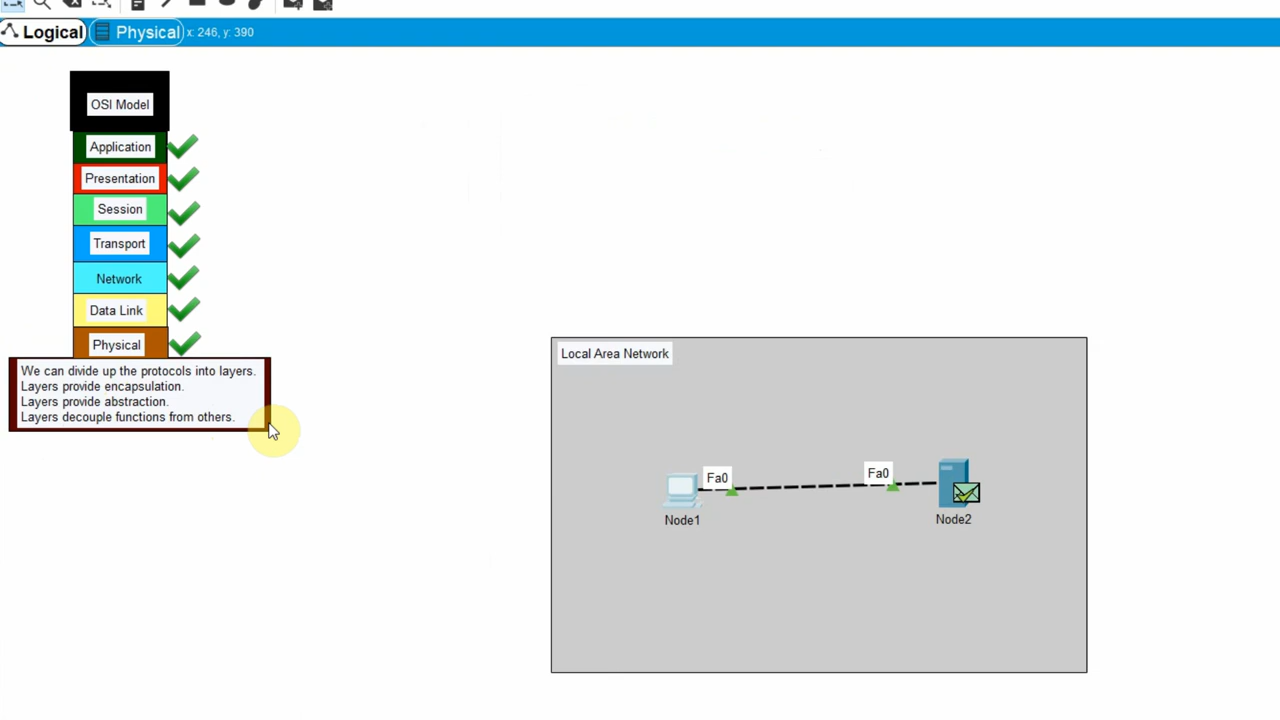 Logical
Physical
x: 246, y: 390
OSI Model
Application
Presentation
Session
Transport
Network
Data Link
Physical
We can divide up the protocols into layers.
Layers provide encapsulation.
Layers provide abstraction.
Layers decouple functions from others.
Local Area Network
Fa0
Fa0
Node1
Node2